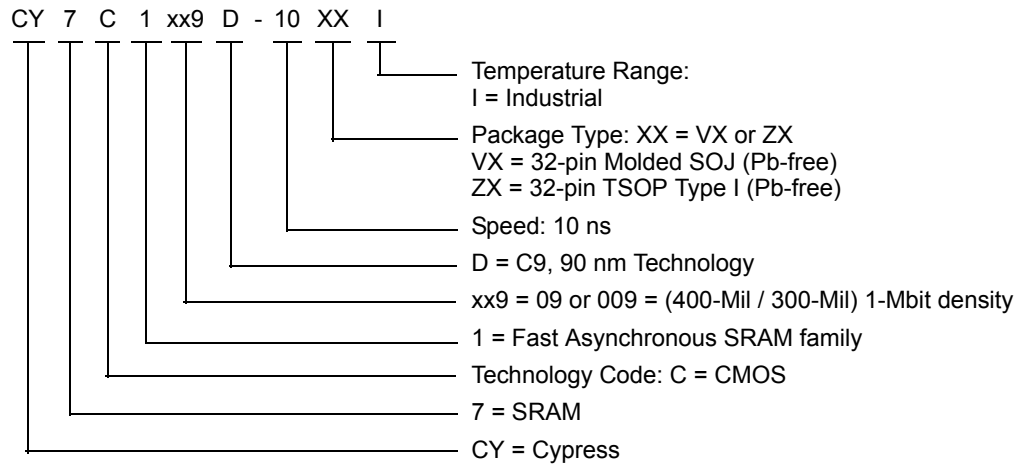 CY 7 C 1 xx9 D - 10 XX I
Temperature Range:
I = Industrial
Package Type: XX = VX or ZX
VX = 32-pin Molded SOJ (Pb-free)
ZX = 32-pin TSOP Type I (Pb-free)
Speed: 10 ns
D = C9, 90 nm Technology
xx9 = 09 or 009 = (400-Mil / 300-Mil) 1-Mbit density
1 = Fast Asynchronous SRAM family
Technology Code: C = CMOS
7 = SRAM
CY = Cypress